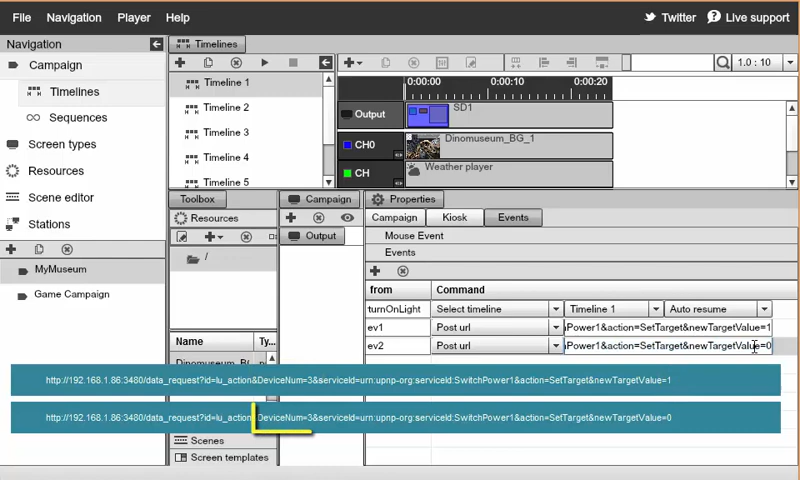 File Navigation Player Help Twitter Live support
Navigation
Campaign
Timelines
Sequences
Screen types
Resources
Scene editor
Stations
MyMuseum
Game Campaign
Timelines
Timeline 1
Timeline 2
Timeline 3
Timeline 4
Timeline 5
1.0 : 10
0:00:00 0:00:10 0:00:20
Output SD1
CH0 Dinomuseum_BG_1
CH Weather player
Toolbox
Resources
/
Name Ty...
Dinomuseum_B(
Scenes
Screen templates
Campaign
Output
Properties
Campaign Kiosk Events
Mouse Event
Events
from Command
turnOnLight Select timeline Timeline 1 Auto resume
ev1 Post url Power1&action=SetTarget&newTargetValue=1
ev2 Post url Power1&action=SetTarget&newTargetValue=0
http://192.168.1.86:3480/data_request?id=lu_action&DeviceNum=3&serviceId=urn:upnp-org:serviceId:SwitchPower1&action=SetTarget&newTargetValue=1
http://192.168.1.86:3480/data_request?id=lu_action&DeviceNum=3&serviceId=urn:upnp-org:serviceId:SwitchPower1&action=SetTarget&newTargetValue=0